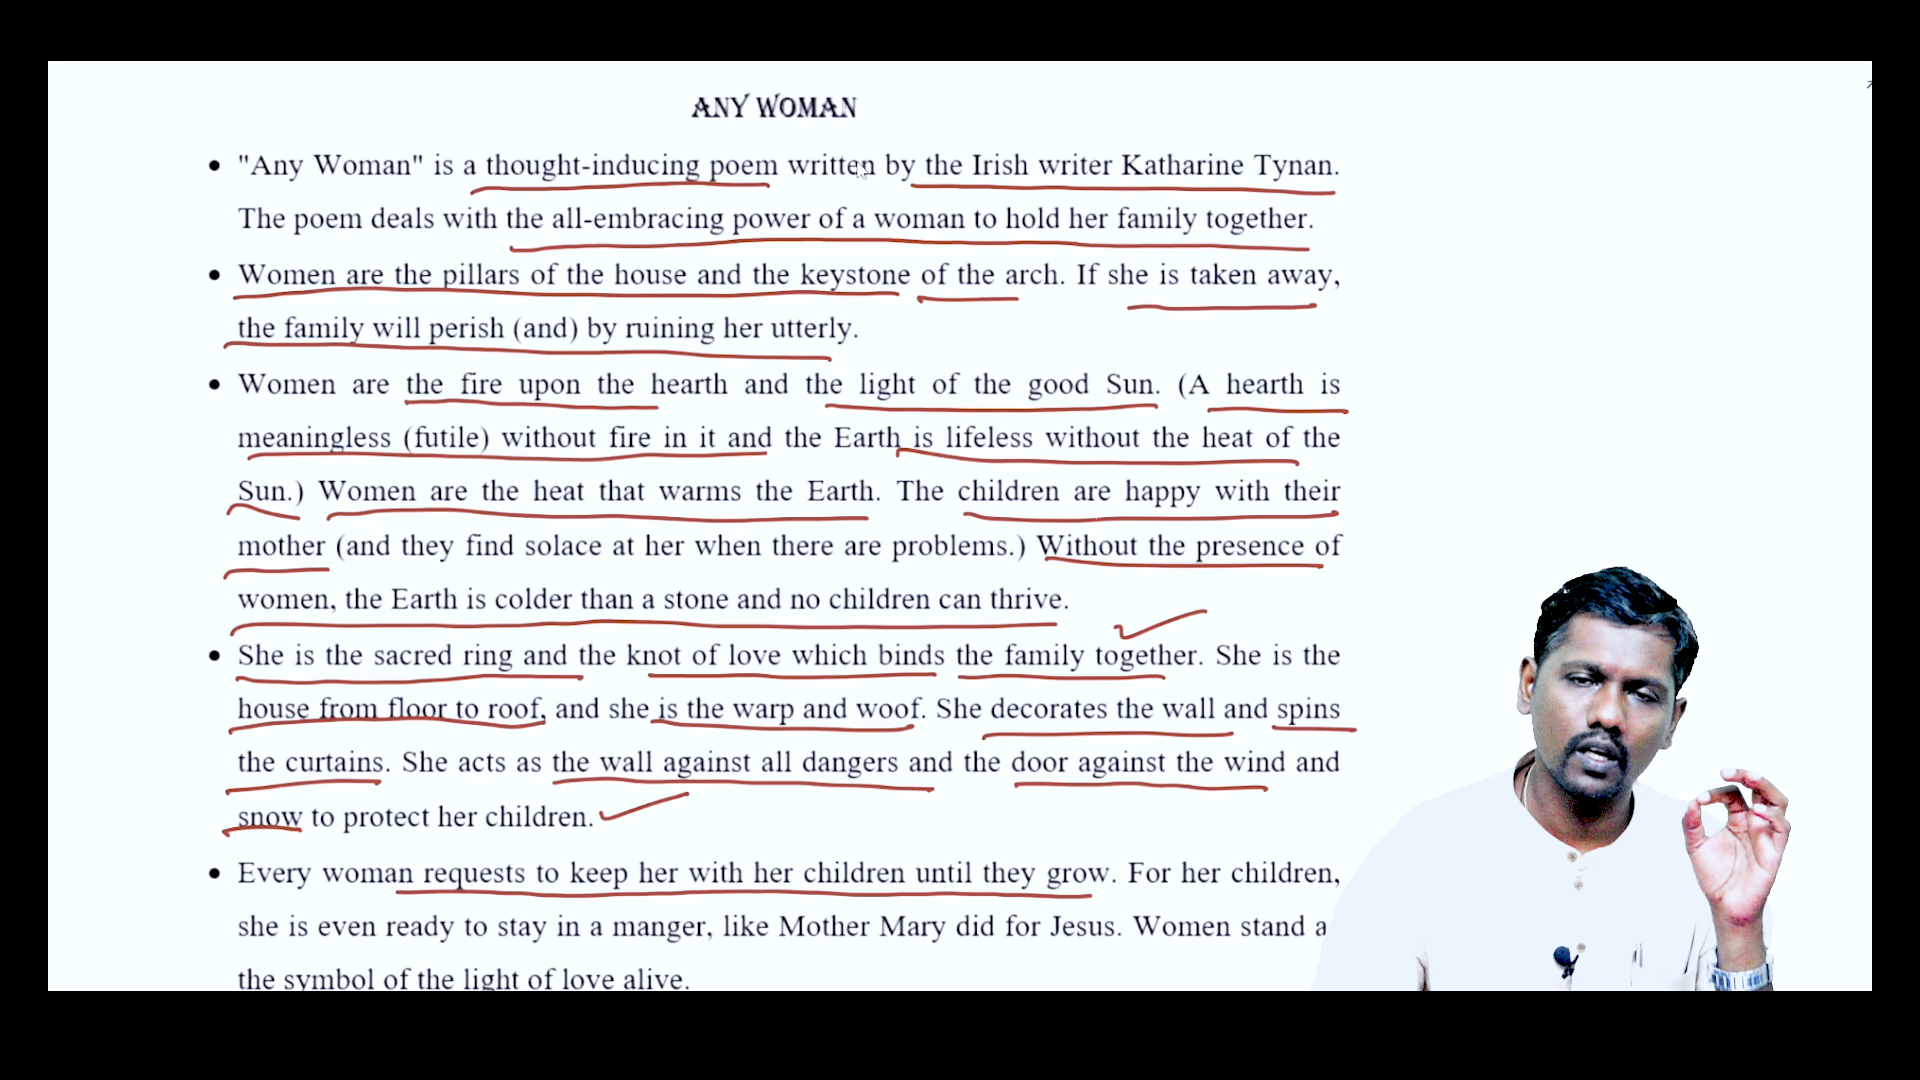 ANY WOMAN
• "Any Woman" is a thought-inducing poem written by the Irish writer Katharine Tynan.
The poem deals with the all-embracing power of a woman to hold her family together.
• Women are the pillars of the house and the keystone of the arch. If she is taken away,
the family will perish (and) by ruining her utterly.
• Women are the fire upon the hearth and the light of the good Sun. (A hearth is
meaningless (futile) without fire in it and the Earth is lifeless without the heat of the
Sun.) Women are the heat that warms the Earth. The children are happy with their
mother (and they find solace at her when there are problems.) Without the presence of
women, the Earth is colder than a stone and no children can thrive.
• She is the sacred ring and the knot of love which binds the family together. She is the
house from floor to roof, and she is the warp and woof. She decorates the wall and spins
the curtains. She acts as the wall against all dangers and the door against the wind and
snow to protect her children.
• Every woman requests to keep her with her children until they grow. For her children,
she is even ready to stay in a manger, like Mother Mary did for Jesus. Women stand a
the symbol of the light of love alive.